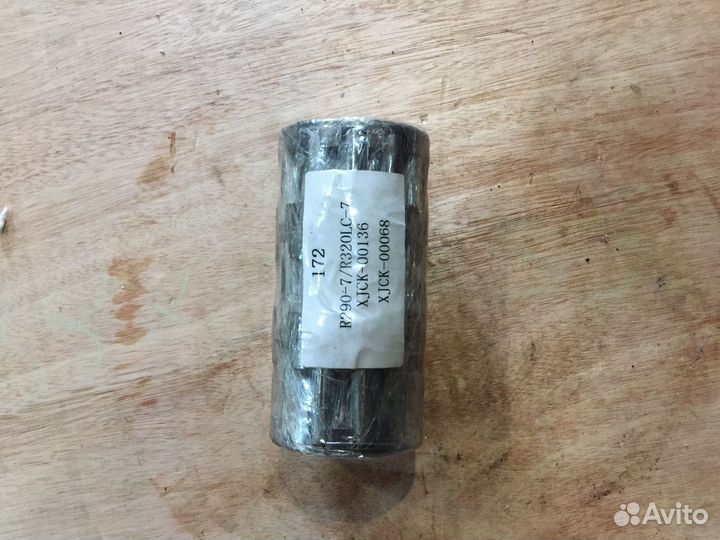 172
R290-7/R320LC-7
XJCK-00136
XJCK-00068
Avito